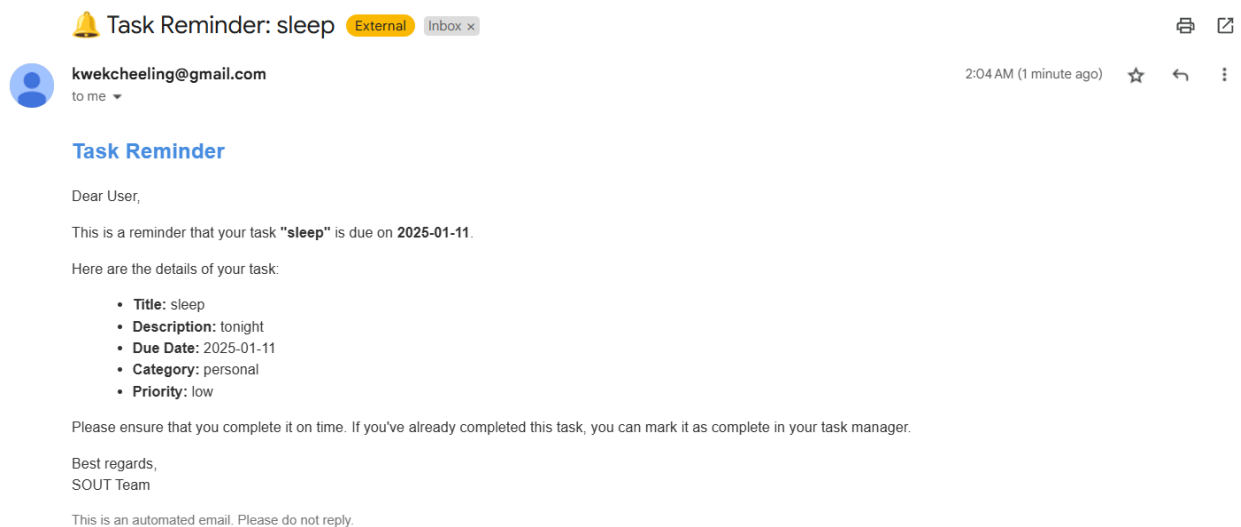 🔔 Task Reminder: sleep External Inbox ×
kwekcheeling@gmail.com 2:04 AM (1 minute ago)
to me
Task Reminder
Dear User,
This is a reminder that your task "sleep" is due on 2025-01-11.
Here are the details of your task:
• Title: sleep
• Description: tonight
• Due Date: 2025-01-11
• Category: personal
• Priority: low
Please ensure that you complete it on time. If you've already completed this task, you can mark it as complete in your task manager.
Best regards,
SOUT Team
This is an automated email. Please do not reply.